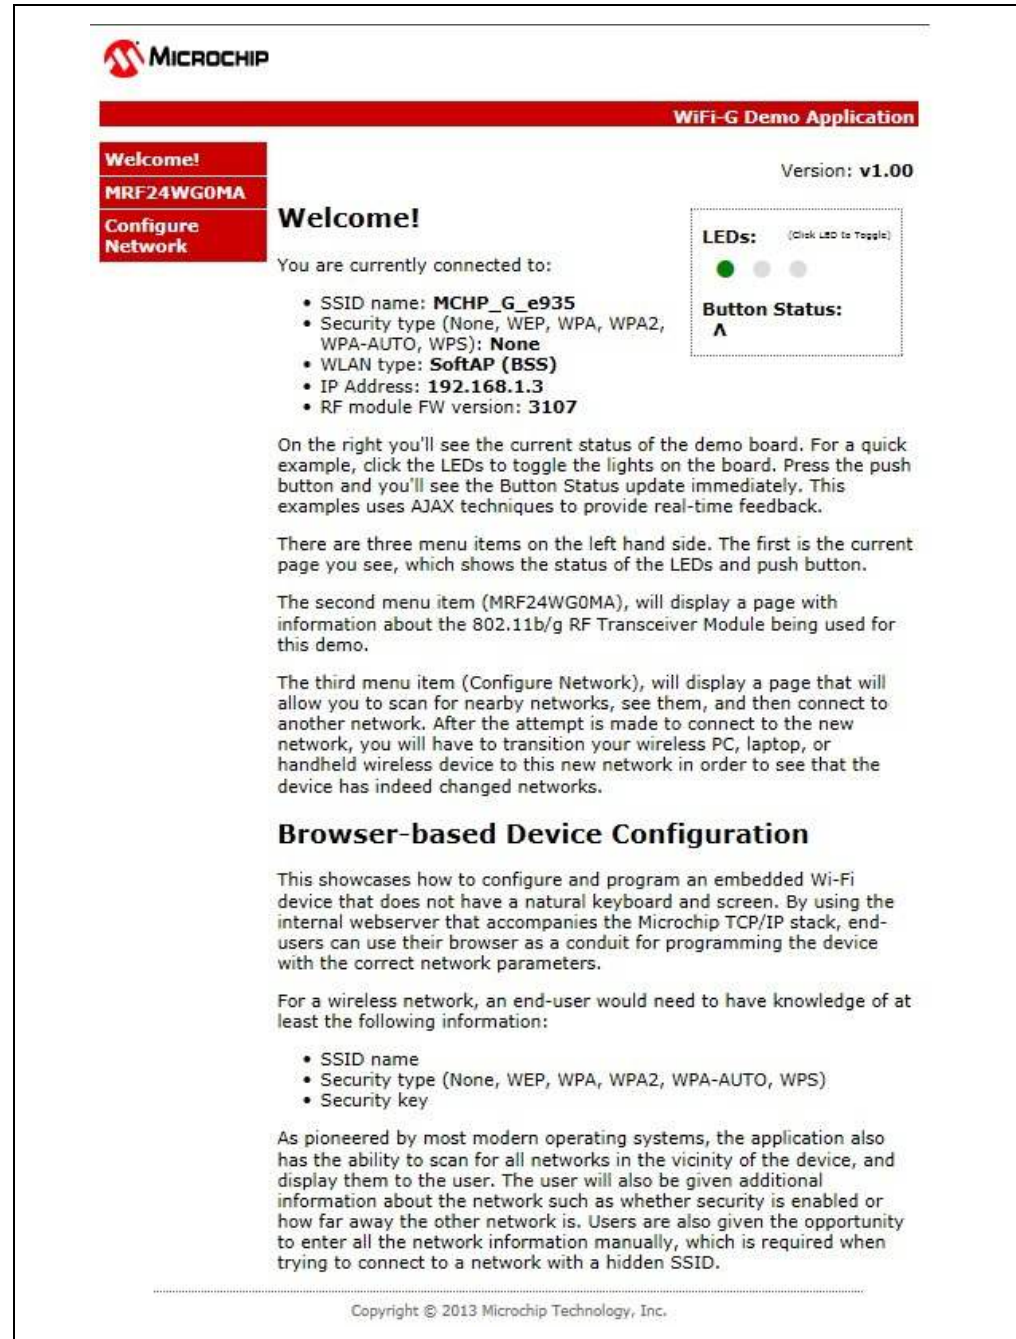 MICROCHIP
WiFi-G Demo Application
Welcome!
MRF24WG0MA
Configure
Network
Version: v1.00
Welcome!
LEDs: (Click LED to Toggle)
Button Status:
Λ
You are currently connected to:
• SSID name: MCHP_G_e935
• Security type (None, WEP, WPA, WPA2,
WPA-AUTO, WPS): None
• WLAN type: SoftAP (BSS)
• IP Address: 192.168.1.3
• RF module FW version: 3107
On the right you'll see the current status of the demo board. For a quick
example, click the LEDs to toggle the lights on the board. Press the push
button and you'll see the Button Status update immediately. This
examples uses AJAX techniques to provide real-time feedback.
There are three menu items on the left hand side. The first is the current
page you see, which shows the status of the LEDs and push button.
The second menu item (MRF24WG0MA), will display a page with
information about the 802.11b/g RF Transceiver Module being used for
this demo.
The third menu item (Configure Network), will display a page that will
allow you to scan for nearby networks, see them, and then connect to
another network. After the attempt is made to connect to the new
network, you will have to transition your wireless PC, laptop, or
handheld wireless device to this new network in order to see that the
device has indeed changed networks.
Browser-based Device Configuration
This showcases how to configure and program an embedded Wi-Fi
device that does not have a natural keyboard and screen. By using the
internal webserver that accompanies the Microchip TCP/IP stack, end-
users can use their browser as a conduit for programming the device
with the correct network parameters.
For a wireless network, an end-user would need to have knowledge of at
least the following information:
• SSID name
• Security type (None, WEP, WPA, WPA2, WPA-AUTO, WPS)
• Security key
As pioneered by most modern operating systems, the application also
has the ability to scan for all networks in the vicinity of the device, and
display them to the user. The user will also be given additional
information about the network such as whether security is enabled or
how far away the other network is. Users are also given the opportunity
to enter all the network information manually, which is required when
trying to connect to a network with a hidden SSID.
Copyright © 2013 Microchip Technology, Inc.